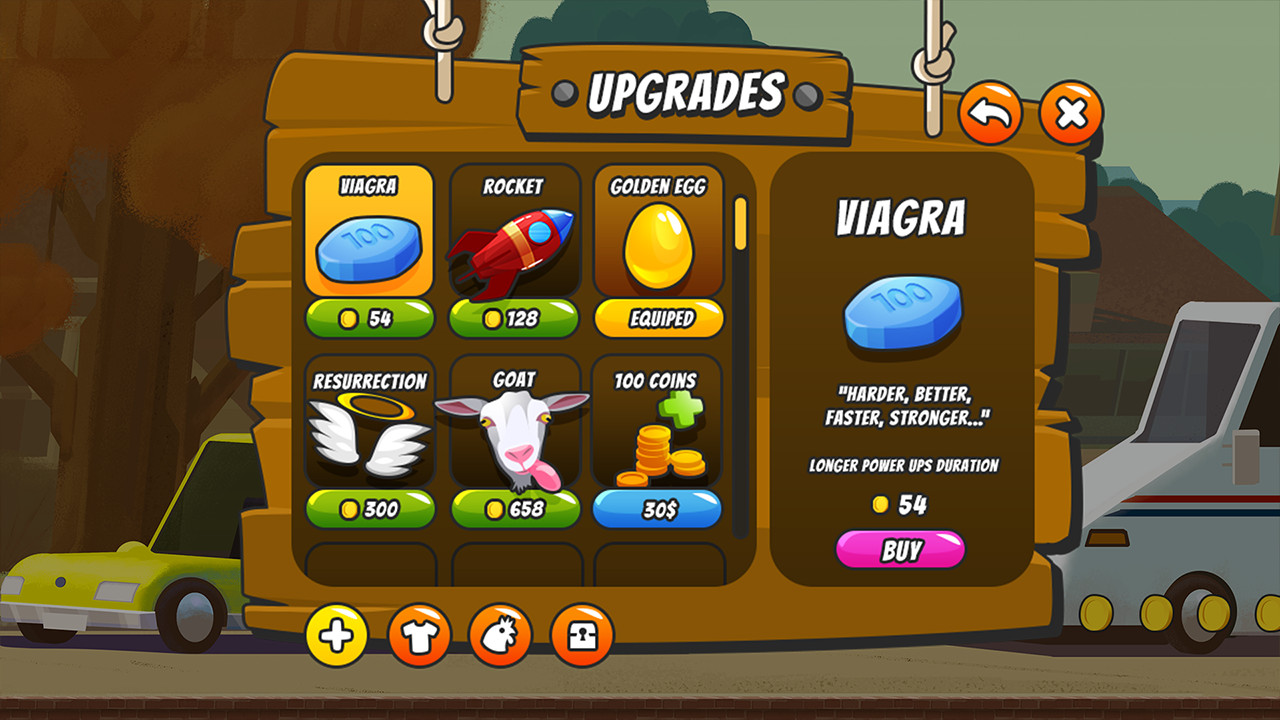 UPGRADES
VIAGRA
100
54
ROCKET
128
GOLDEN EGG
EQUIPED
RESURRECTION
300
GOAT
658
100 COINS
30$
VIAGRA
100
"HARDER, BETTER,
FASTER, STRONGER..."
LONGER POWER UPS DURATION
54
BUY